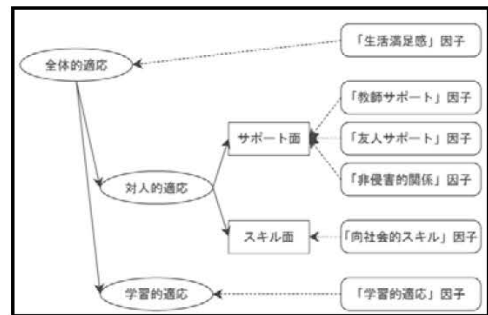 「生活満足感」因子
全体的適応
「教師サポート」因子
サポート面
「友人サポート」因子
「非侵害的関係」因子
対人的適応
スキル面
「向社会的スキル」因子
学習的適応
「学習的適応」因子